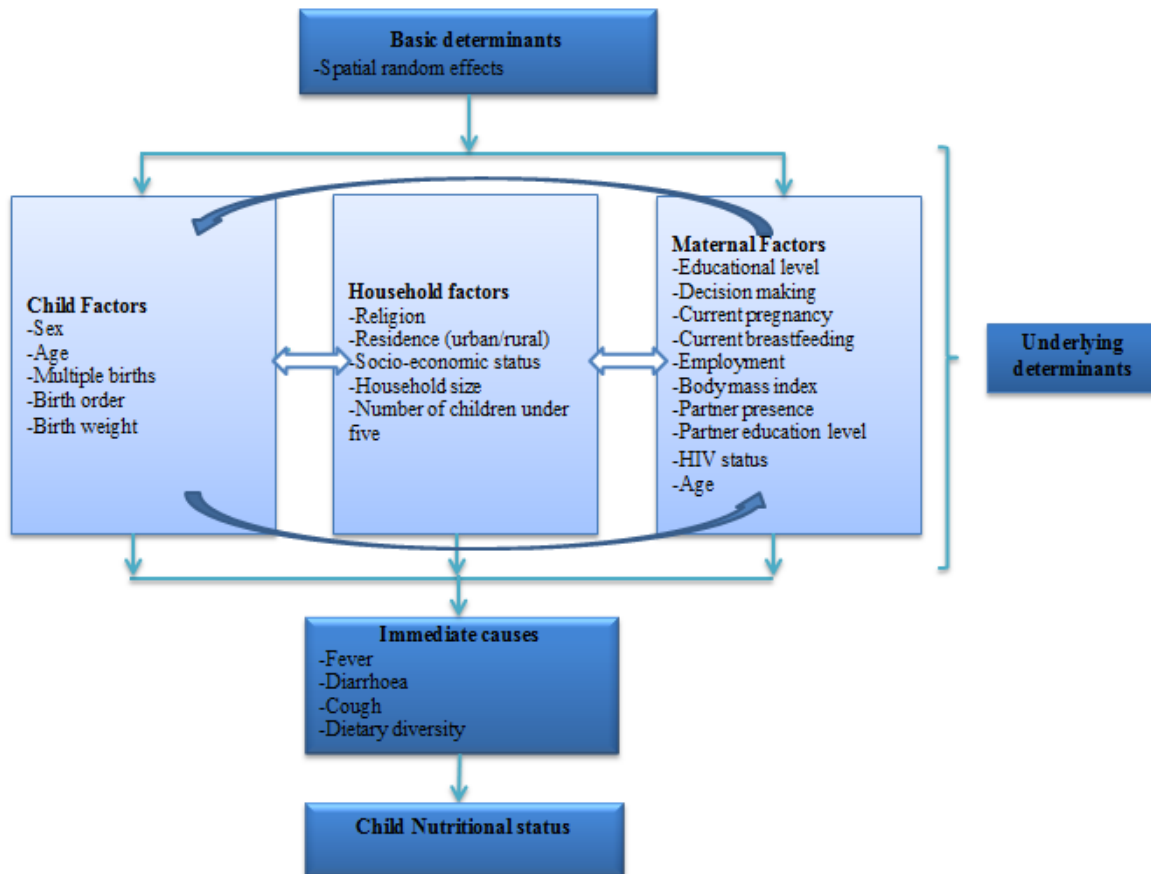 Basic determinants
-Spatial random effects
Child Factors
-Sex
-Age
-Multiple births
-Birth order
-Birth weight
Household factors
-Religion
-Residence (urban/rural)
-Socio-economic status
-Household size
-Number of children under
five
Maternal Factors
-Educational level
-Decision making
-Current pregnancy
-Current breastfeeding
-Employment
-Body mass index
-Partner presence
-Partner education level
-HIV status
-Age
Underlying
determinants
Immediate causes
-Fever
-Diarrhoea
-Cough
-Dietary diversity
Child Nutritional status